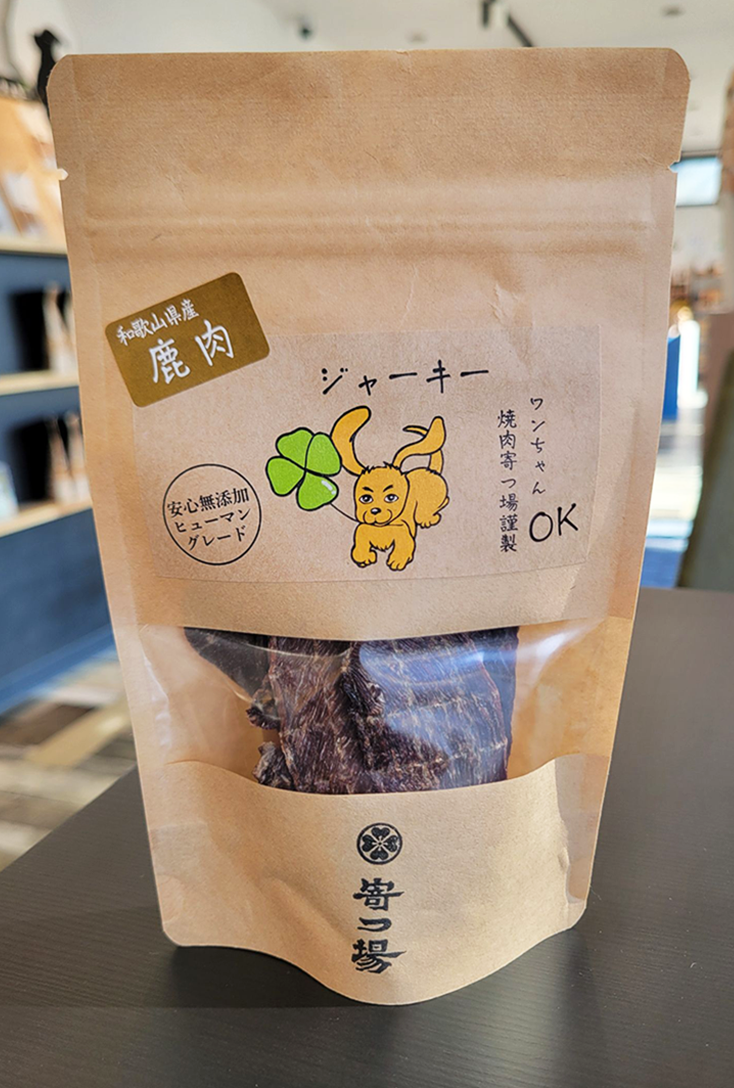 和歌山県産
鹿肉
ジャーキー
ワンちゃん
OK
焼肉寄つ場謹製
安心無添加
ヒューマン
グレード
寄つ場